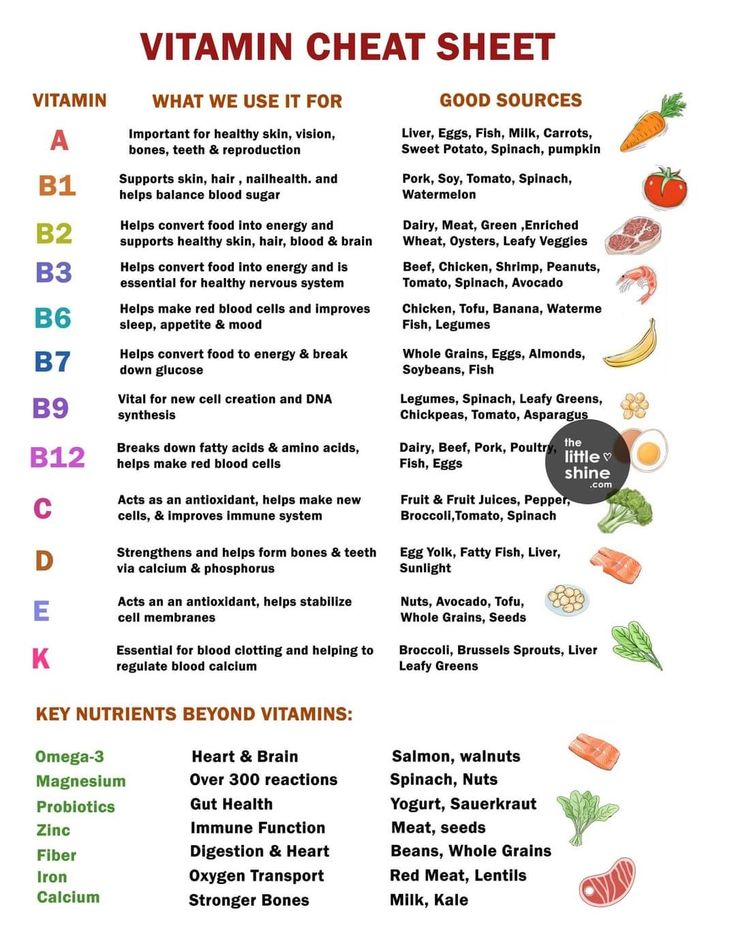 VITAMIN CHEAT SHEET
VITAMIN WHAT WE USE IT FOR GOOD SOURCES
A
Important for healthy skin, vision,
bones, teeth & reproduction
Liver, Eggs, Fish, Milk, Carrots,
Sweet Potato, Spinach, pumpkin
B1
Supports skin, hair , nailhealth. and
helps balance blood sugar
Pork, Soy, Tomato, Spinach,
Watermelon
B2
Helps convert food into energy and
supports healthy skin, hair, blood & brain
Dairy, Meat, Green ,Enriched
Wheat, Oysters, Leafy Veggies
B3
Helps convert food into energy and is
essential for healthy nervous system
Beef, Chicken, Shrimp, Peanuts,
Tomato, Spinach, Avocado
B6
Helps make red blood cells and improves
sleep, appetite & mood
Chicken, Tofu, Banana, Waterme
Fish, Legumes
B7
Helps convert food to energy & break
down glucose
Whole Grains, Eggs, Almonds,
Soybeans, Fish
B9
Vital for new cell creation and DNA
synthesis
Legumes, Spinach, Leafy Greens,
Chickpeas, Tomato, Asparagus
B12
Breaks down fatty acids & amino acids,
helps make red blood cells
Dairy, Beef, Pork, Poultry,
Fish, Eggs
the
little
shine
.com
C
Acts as an antioxidant, helps make new
cells, & improves immune system
Fruit & Fruit Juices, Pepper,
Broccoli,Tomato, Spinach
D
Strengthens and helps form bones & teeth
via calcium & phosphorus
Egg Yolk, Fatty Fish, Liver,
Sunlight
E
Acts an an antioxidant, helps stabilize
cell membranes
Nuts, Avocado, Tofu,
Whole Grains, Seeds
K
Essential for blood clotting and helping to
regulate blood calcium
Broccoli, Brussels Sprouts, Liver
Leafy Greens
KEY NUTRIENTS BEYOND VITAMINS:
Omega-3 Heart & Brain Salmon, walnuts
Magnesium Over 300 reactions Spinach, Nuts
Probiotics Gut Health Yogurt, Sauerkraut
Zinc Immune Function Meat, seeds
Fiber Digestion & Heart Beans, Whole Grains
Iron Oxygen Transport Red Meat, Lentils
Calcium Stronger Bones Milk, Kale